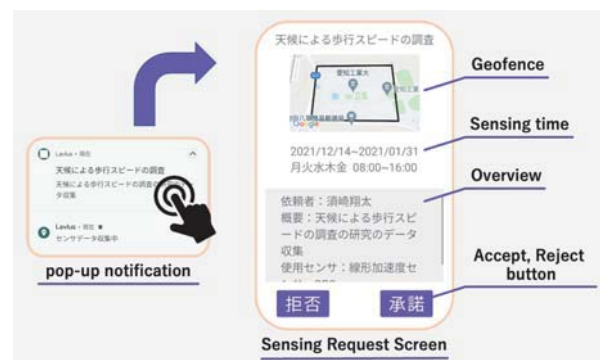 天候による歩行スピードの調査
愛知工業大
愛知工業
Google
Geofence
Sensing time
2021/12/14~2021/01/31
月火水木金 08:00~16:00
Overview
依頼者：須崎翔太
概要：天候による歩行スピ
ードの調査の研究のデータ
収集
使用センサ：線形加速度セ
拒否
承諾
Accept, Reject
button
Sensing Request Screen
Lavlus・現在
天候による歩行スピードの調査
天候による歩行スピードの調査の
タ収集
Lavlus・現在
センサデータ収集中
pop-up notification